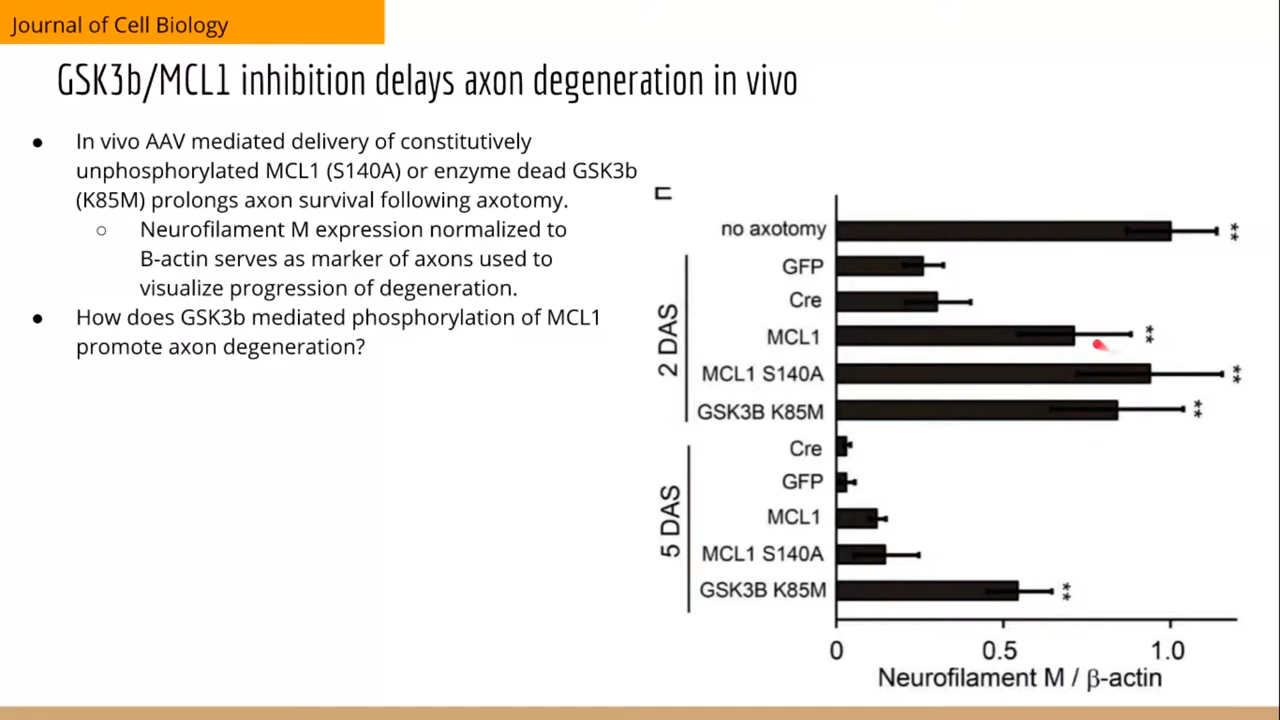 Journal of Cell Biology
GSK3b/MCL1 inhibition delays axon degeneration in vivo
● In vivo AAV mediated delivery of constitutively
unphosphorylated MCL1 (S140A) or enzyme dead GSK3b
(K85M) prolongs axon survival following axotomy.
○ Neurofilament M expression normalized to
B-actin serves as marker of axons used to
visualize progression of degeneration.
● How does GSK3b mediated phosphorylation of MCL1
promote axon degeneration?
no axotomy **
2 DAS
GFP
Cre
MCL1 **
MCL1 S140A **
GSK3B K85M **
5 DAS
Cre
GFP
MCL1
MCL1 S140A
GSK3B K85M **
0 0.5 1.0
Neurofilament M / β-actin